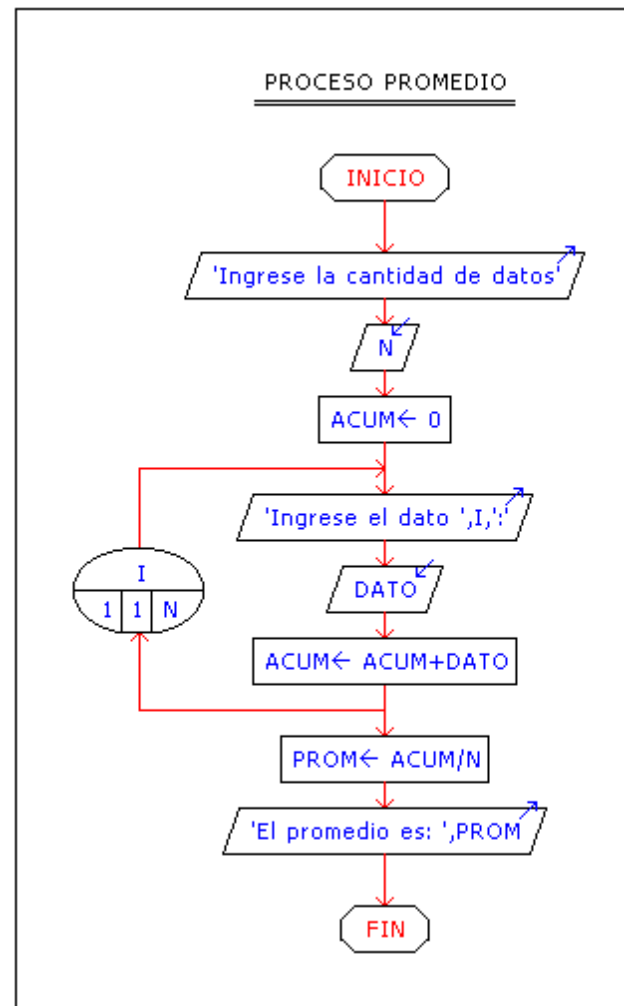 PROCESO PROMEDIO
INICIO
'Ingrese la cantidad de datos'
N
ACUM← 0
'Ingrese el dato ',I,':'
DATO
I
1 1 N
ACUM← ACUM+DATO
PROM← ACUM/N
'El promedio es: ',PROM
FIN